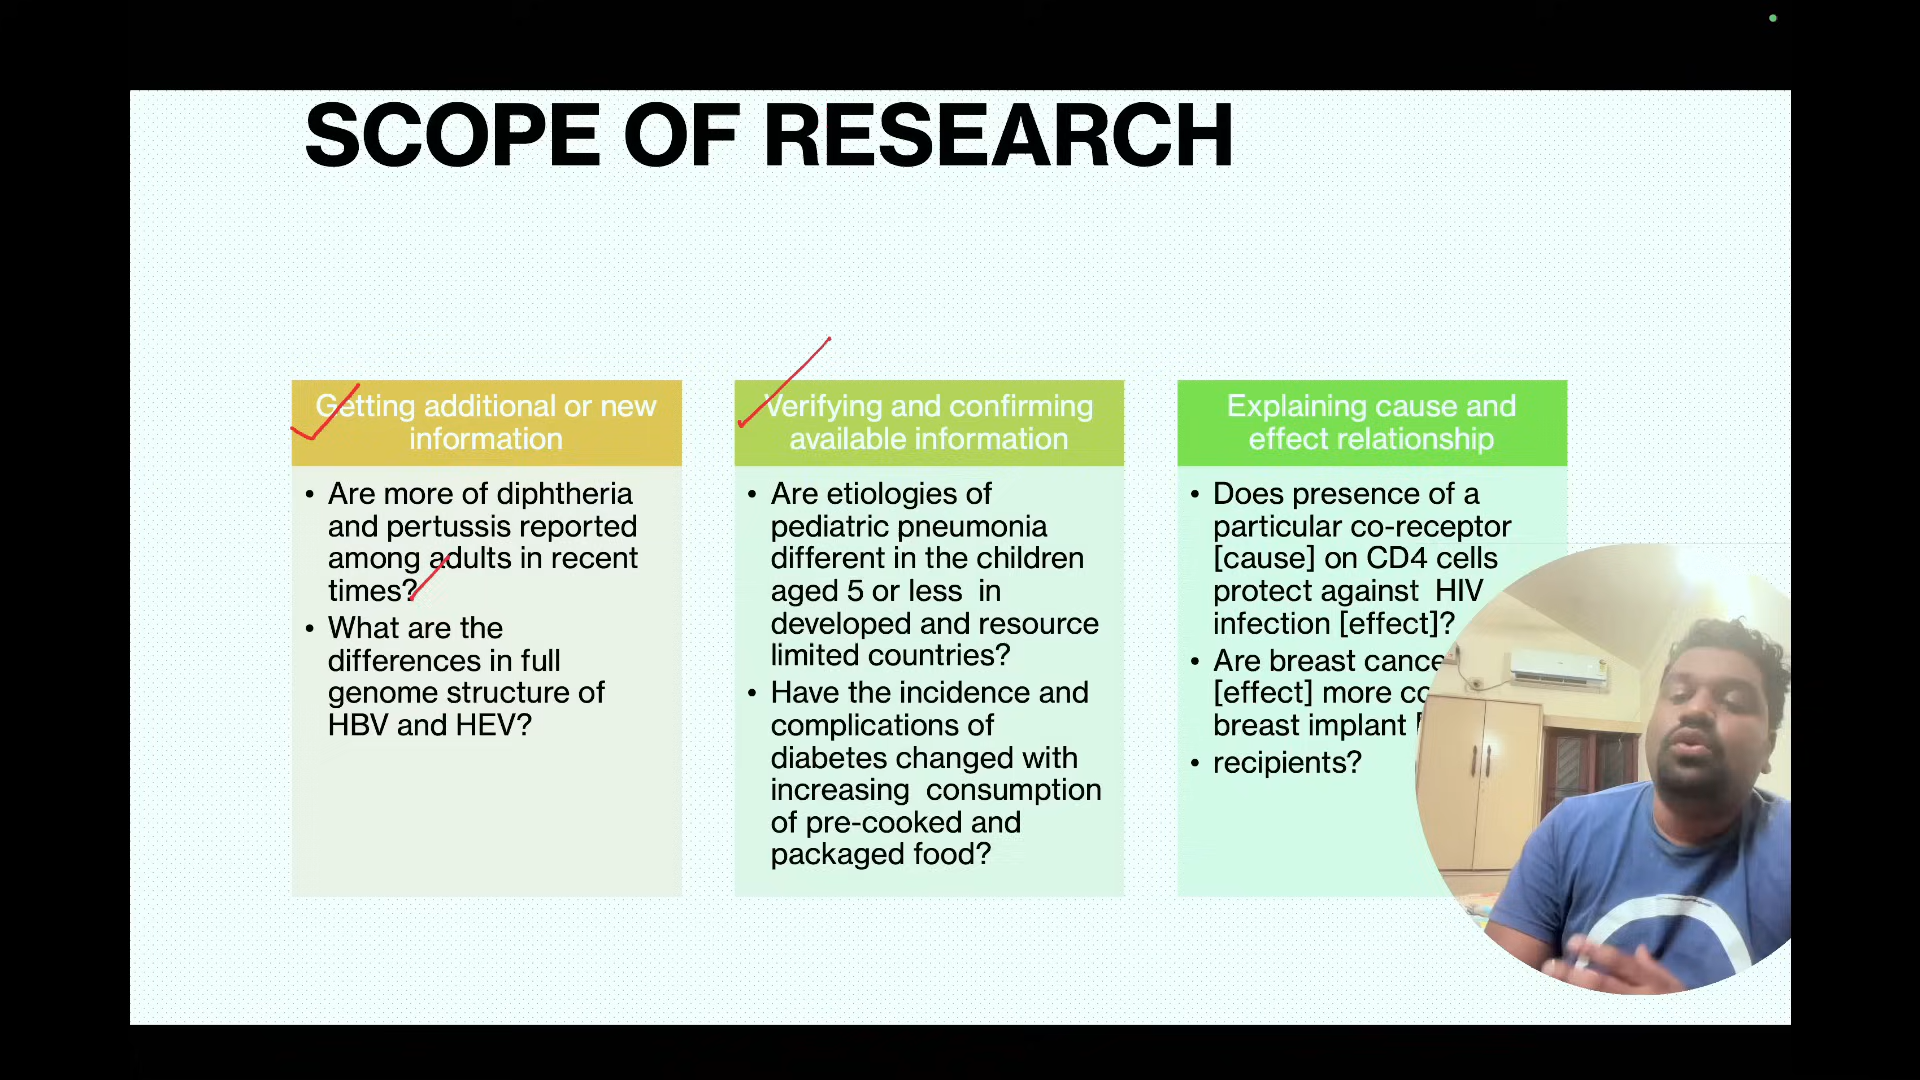 SCOPE OF RESEARCH
Getting additional or new
information
• Are more of diphtheria
and pertussis reported
among adults in recent
times?
• What are the
differences in full
genome structure of
HBV and HEV?
Verifying and confirming
available information
• Are etiologies of
pediatric pneumonia
different in the children
aged 5 or less in
developed and resource
limited countries?
• Have the incidence and
complications of
diabetes changed with
increasing consumption
of pre-cooked and
packaged food?
Explaining cause and
effect relationship
• Does presence of a
particular co-receptor
[cause] on CD4 cells
protect against HIV
infection [effect]?
• Are breast
[effect] more
breast implant
• recipients?